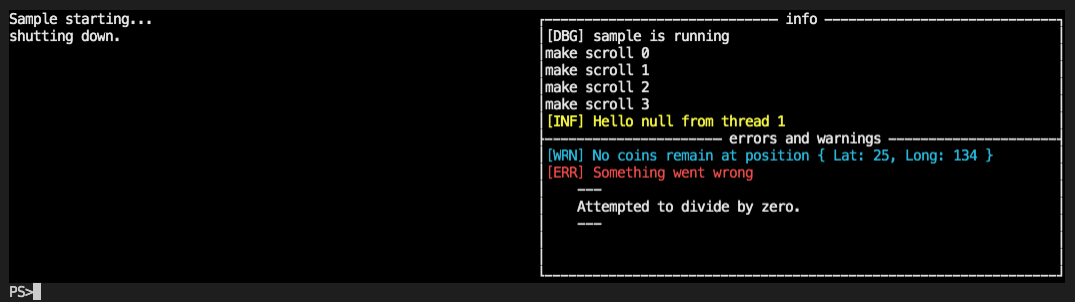 Sample starting...
shutting down.
info
[DBG] sample is running
make scroll 0
make scroll 1
make scroll 2
make scroll 3
[INF] Hello null from thread 1
errors and warnings
[WRN] No coins remain at position { Lat: 25, Long: 134 }
[ERR] Something went wrong
---
Attempted to divide by zero.
---
PS>